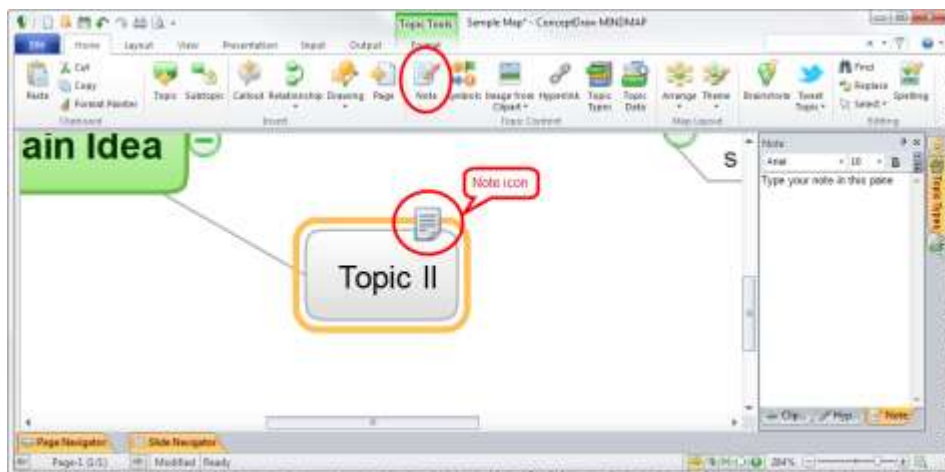 Topic Tools Sample Map* - ConceptDraw MINDMAP
File Home Layout View Presentation Insert Output Format
Cut
Copy
Format Painter
Paste
Topic Subtopic Callout Relationship Drawing Page Note Symbols Image from Clipart Hyperlink Topic Types Topic Data Arrange Theme Brainstorm Tweet Topic
Find
Replace
Select
Spelling
Clipboard Insert Topic Content Map Layout Editing
ain Idea
S
Note icon
Topic II
Note
Arial 10 B
Type your note in this pane
Topic Types
Clip... Hyp... Note
Page Navigator Slide Navigator
Page-1 (1/1) Modified Ready 284%